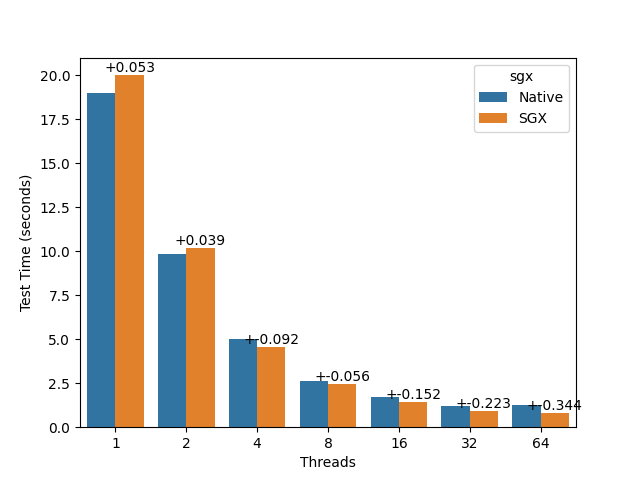 +0.053
+0.039
+-0.092
+-0.056
+-0.152
+-0.223
+-0.344
sgx
Native
SGX
Test Time (seconds)
20.0
17.5
15.0
12.5
10.0
7.5
5.0
2.5
0.0
1 2 4 8 16 32 64
Threads